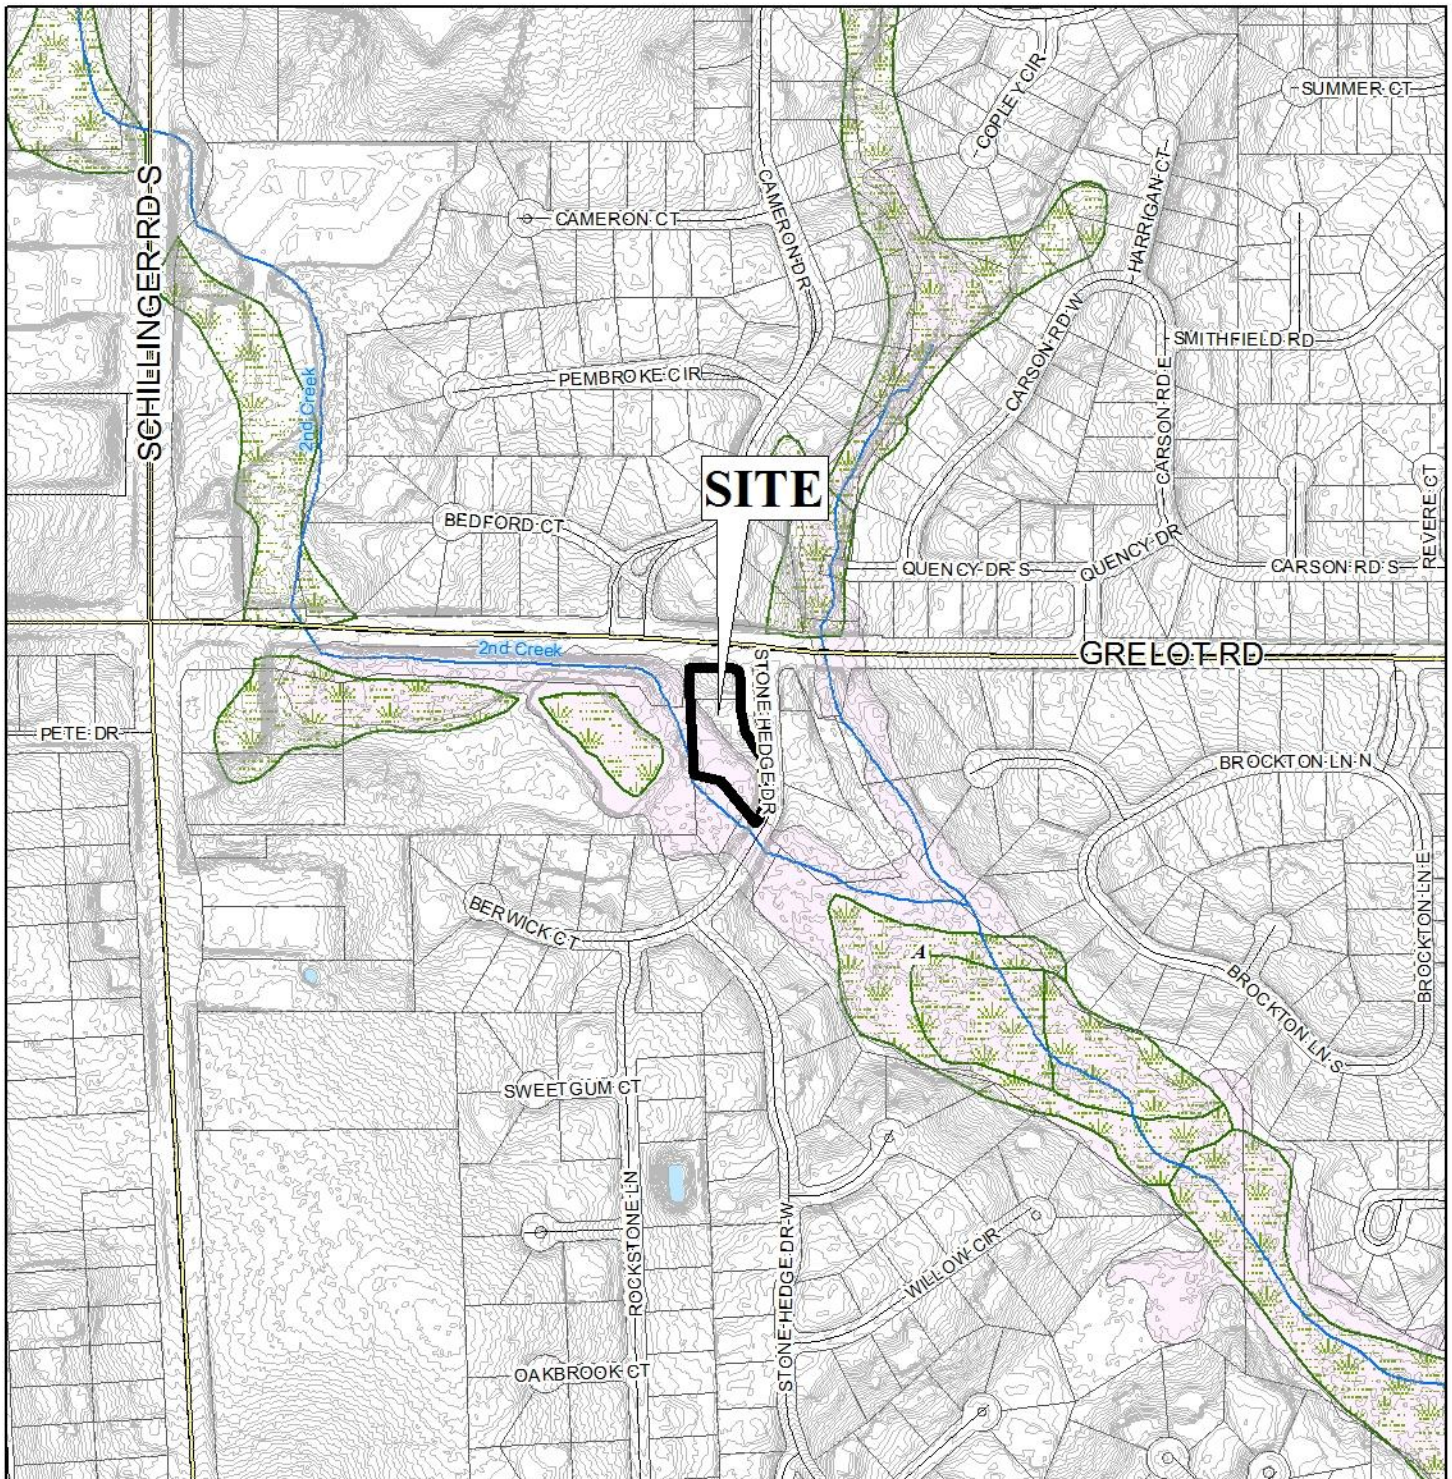 SUMMER CT
COPLEY CIR
HARRIGAN CT
CAMERON DR
CAMERON CT
SCHILLINGER RD S
CARSON RD W
SMITHFIELD RD
PEMBROKE CIR
2nd Creek
CARSON RD E
SITE
BEDFORD CT
REVERE CT
QUENCY DR S
QUENCY DR
CARSON RD S
2nd Creek
GRELOT RD
STONE HEDGE DR
PETE DR
BROCKTON LN N
BROCKTON LN E
BERWICK CT
A
BROCKTON LN S
SWEETGUM CT
ROCKSTONE LN
STONE HEDGE DR W
WILLOW CIR
OAKBROOK CT